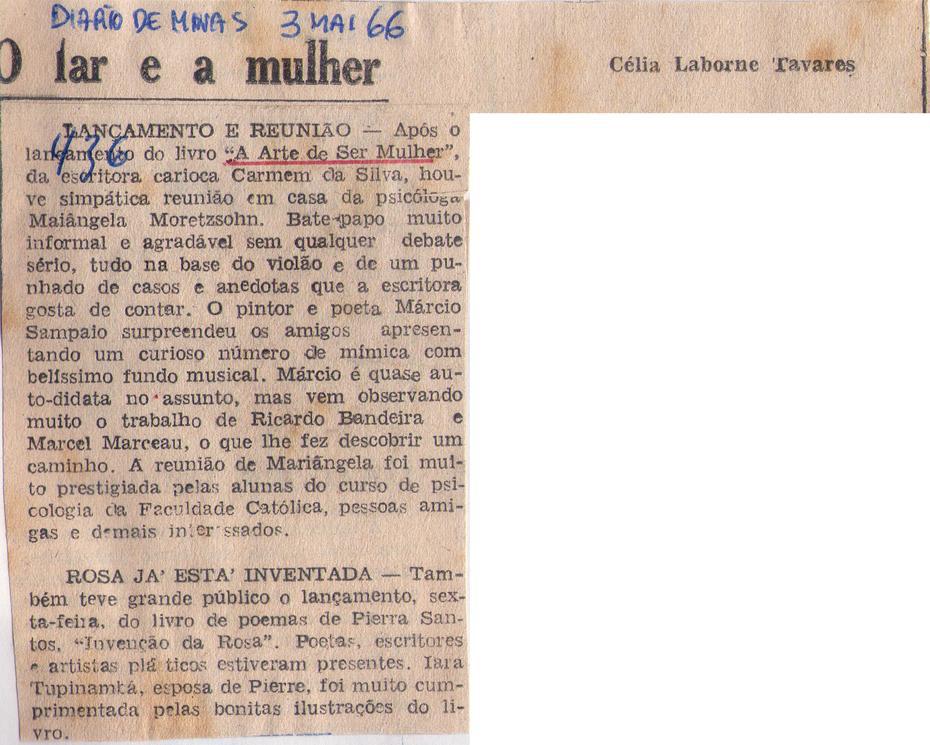 DIARIO DE MINAS 3 MAI 66
O lar e a mulher
Célia Laborne Tavares
LANÇAMENTO E REUNIÃO — Após o
436
lançamento do livro "A Arte de Ser Mulher",
da escritora carioca Carmem da Silva, hou-
ve simpática reunião em casa da psicóloga
Maiângela Moretzsohn. Bate-papo muito
informal e agradável sem qualquer debate
sério, tudo na base do violão e de um pu-
nhado de casos e anedotas que a escritora
gosta de contar. O pintor e poeta Márcio
Sampaio surpreendeu os amigos apresen-
tando um curioso número de mímica com
belíssimo fundo musical. Márcio é quase au-
to-didata no assunto, mas vem observando
muito o trabalho de Ricardo Bandeira e
Marcel Marceau, o que lhe fez descobrir um
caminho. A reunião de Mariângela foi mui-
to prestigiada pelas alunas do curso de psi-
cologia da Faculdade Católica, pessoas ami-
gas e demais interessados.
ROSA JA' ESTA' INVENTADA — Tam-
bém teve grande público o lançamento, sex-
ta-feira, do livro de poemas de Pierra San-
tos, "Invenção da Rosa". Poetas, escritores
e artistas plá ticos estiveram presentes. Iara
Tupinambá, esposa de Pierre, foi muito cum-
primentada pelas bonitas ilustrações do li-
vro.